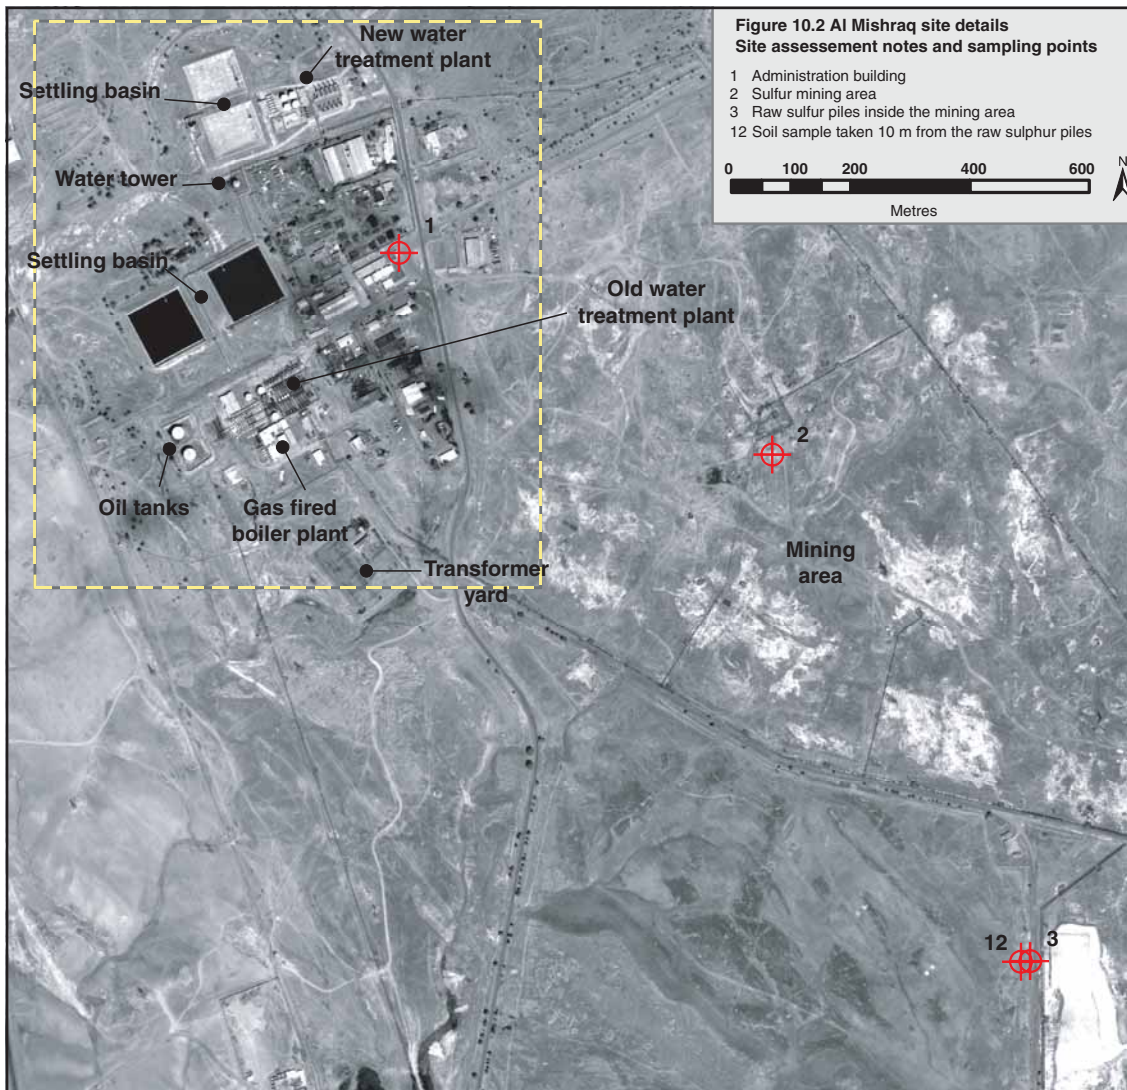 Figure 10.2 Al Mishraq site details
Site assessement notes and sampling points
1 Administration building
2 Sulfur mining area
3 Raw sulfur piles inside the mining area
12 Soil sample taken 10 m from the raw sulphur piles
0 100 200 400 600
N
Metres
New water
treatment plant
Settling basin
Water tower
1
Settling basin
Old water
treatment plant
2
Oil tanks
Gas fired
boiler plant
Mining
area
Transformer
yard
12
3